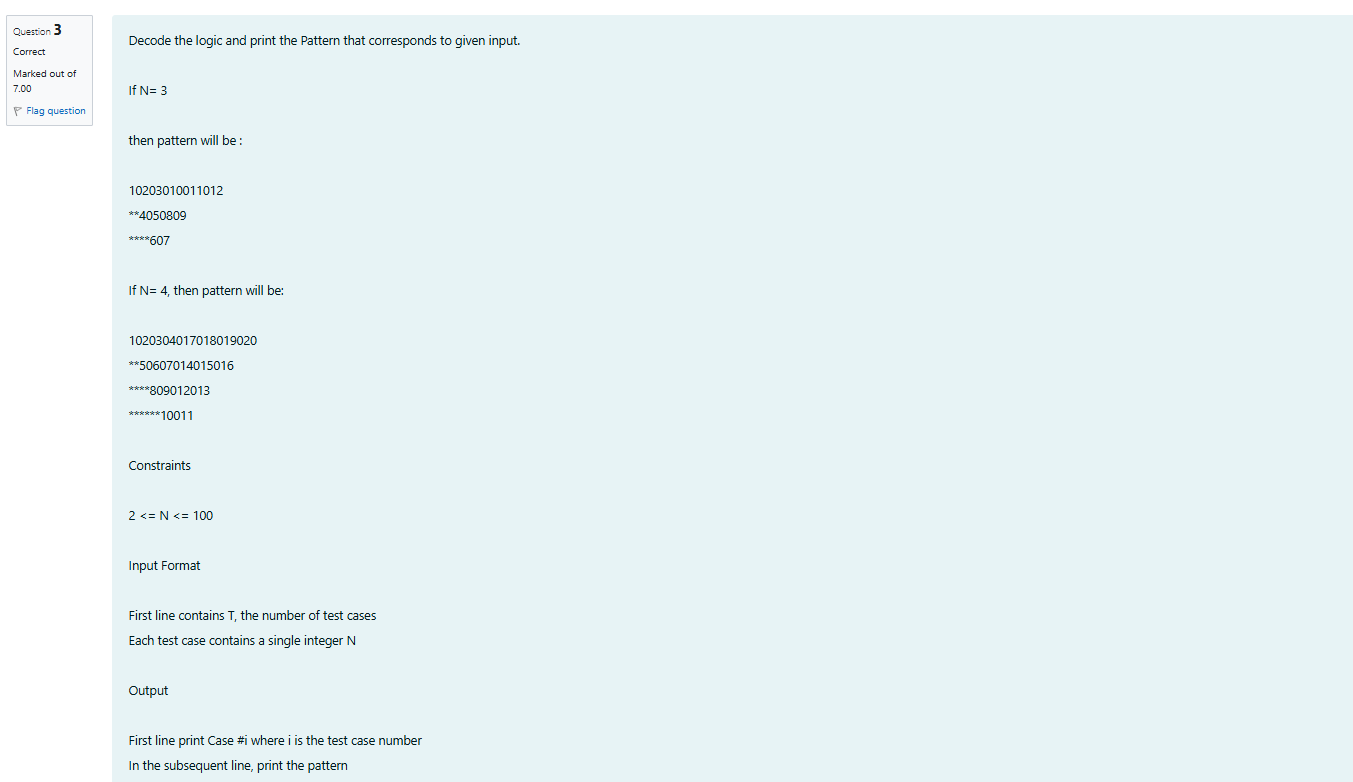 Question 3
Correct
Marked out of
7.00
Flag question
Decode the logic and print the Pattern that corresponds to given input.
If N= 3
then pattern will be :
10203010011012
**4050809
****607
If N= 4, then pattern will be:
1020304017018019020
**50607014015016
****809012013
******10011
Constraints
2 <= N <= 100
Input Format
First line contains T, the number of test cases
Each test case contains a single integer N
Output
First line print Case #i where i is the test case number
In the subsequent line, print the pattern